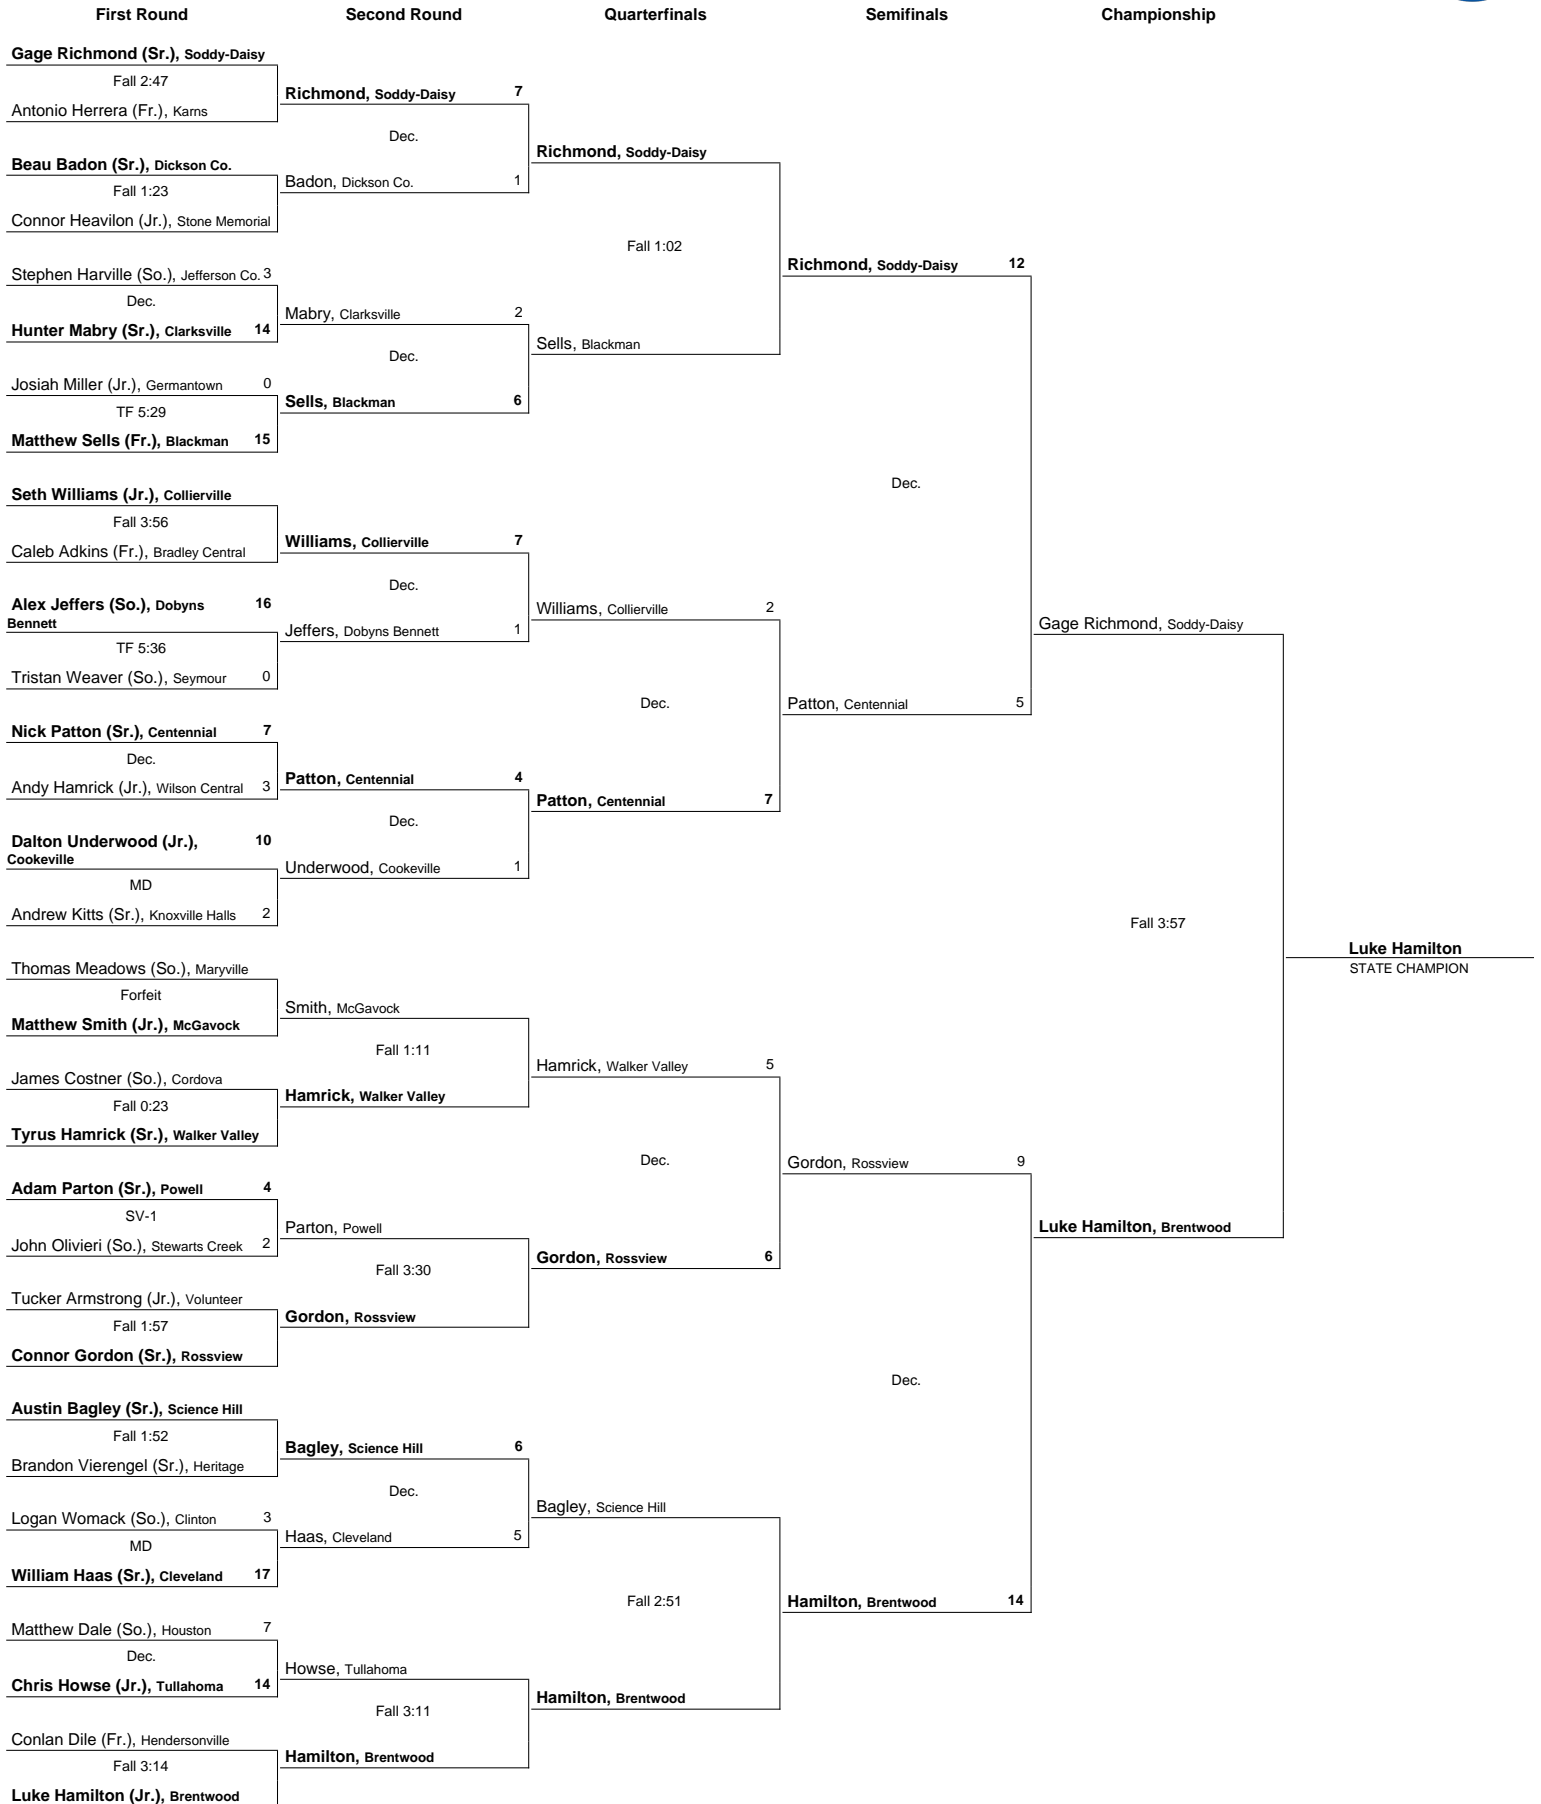 First Round
Second Round
Quarterfinals
Semifinals
Championship
Gage Richmond (Sr.), Soddy-Daisy
Fall 2:47
Antonio Herrera (Fr.), Karns
Beau Badon (Sr.), Dickson Co.
Fall 1:23
Connor Heavilon (Jr.), Stone Memorial
Stephen Harville (So.), Jefferson Co. 3
Dec.
Hunter Mabry (Sr.), Clarksville 14
Josiah Miller (Jr.), Germantown 0
TF 5:29
Matthew Sells (Fr.), Blackman 15
Seth Williams (Jr.), Collierville
Fall 3:56
Caleb Adkins (Fr.), Bradley Central
Alex Jeffers (So.), Dobyns 16
Bennett
TF 5:36
Tristan Weaver (So.), Seymour 0
Nick Patton (Sr.), Centennial 7
Dec.
Andy Hamrick (Jr.), Wilson Central 3
Dalton Underwood (Jr.), 10
Cookeville
MD
Andrew Kitts (Sr.), Knoxville Halls 2
Thomas Meadows (So.), Maryville
Forfeit
Matthew Smith (Jr.), McGavock
James Costner (So.), Cordova
Fall 0:23
Tyrus Hamrick (Sr.), Walker Valley
Adam Parton (Sr.), Powell 4
SV-1
John Olivieri (So.), Stewarts Creek 2
Tucker Armstrong (Jr.), Volunteer
Fall 1:57
Connor Gordon (Sr.), Rossview
Austin Bagley (Sr.), Science Hill
Fall 1:52
Brandon Vierengel (Sr.), Heritage
Logan Womack (So.), Clinton 3
MD
William Haas (Sr.), Cleveland 17
Matthew Dale (So.), Houston 7
Dec.
Chris Howse (Jr.), Tullahoma 14
Conlan Dile (Fr.), Hendersonville
Fall 3:14
Luke Hamilton (Jr.), Brentwood
Richmond, Soddy-Daisy 7
Dec.
Badon, Dickson Co. 1
Mabry, Clarksville 2
Dec.
Sells, Blackman 6
Williams, Collierville 7
Dec.
Jeffers, Dobyns Bennett 1
Patton, Centennial 4
Dec.
Underwood, Cookeville 1
Smith, McGavock
Fall 1:11
Hamrick, Walker Valley
Parton, Powell
Fall 3:30
Gordon, Rossview
Bagley, Science Hill 6
Dec.
Haas, Cleveland 5
Howse, Tullahoma
Fall 3:11
Hamilton, Brentwood
Richmond, Soddy-Daisy
Fall 1:02
Sells, Blackman
Williams, Collierville 2
Dec.
Patton, Centennial 7
Hamrick, Walker Valley 5
Dec.
Gordon, Rossview 6
Bagley, Science Hill
Fall 2:51
Hamilton, Brentwood
Richmond, Soddy-Daisy 12
Dec.
Patton, Centennial 5
Gordon, Rossview 9
Dec.
Hamilton, Brentwood 14
Gage Richmond, Soddy-Daisy
Fall 3:57
Luke Hamilton, Brentwood
Luke Hamilton
STATE CHAMPION